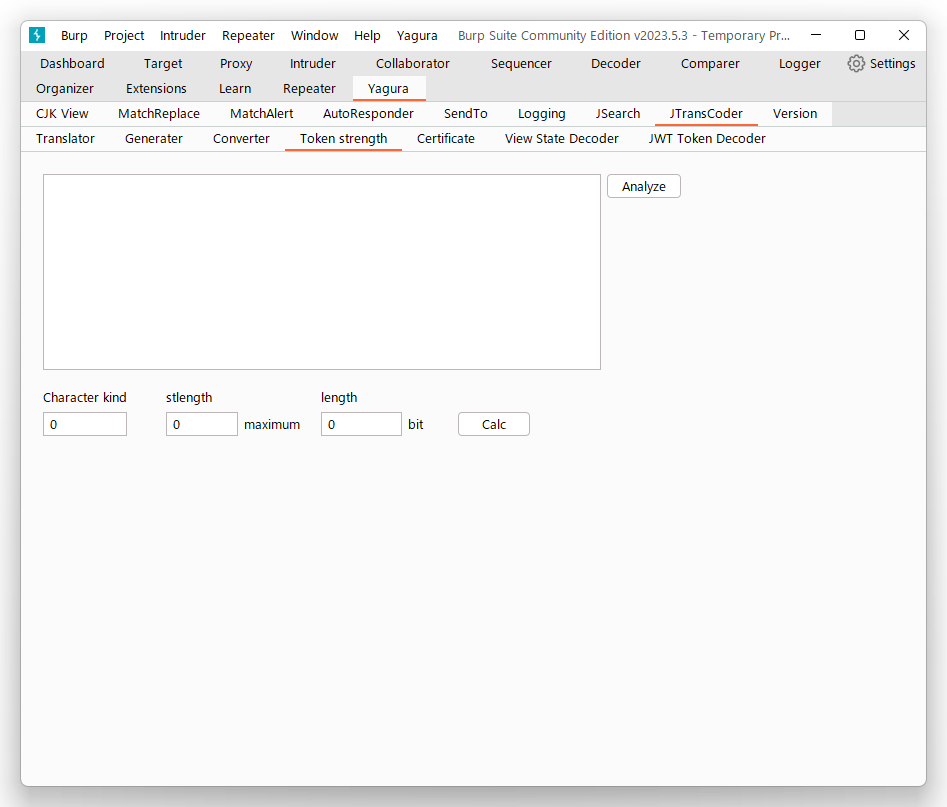 Burp Project Intruder Repeater Window Help Yagura Burp Suite Community Edition v2023.5.3 - Temporary Pr...
Dashboard Target Proxy Intruder Collaborator Sequencer Decoder Comparer Logger Settings
Organizer Extensions Learn Repeater Yagura
CJK View MatchReplace MatchAlert AutoResponder SendTo Logging JSearch JTransCoder Version
Translator Generater Converter Token strength Certificate View State Decoder JWT Token Decoder
Analyze
Character kind stlength length
0 0 maximum 0 bit Calc